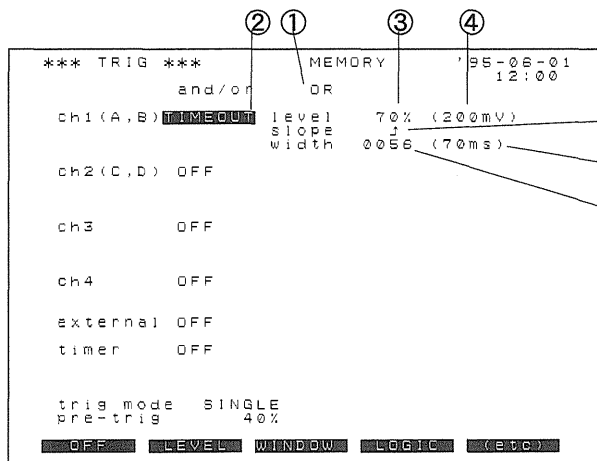 ② ① ③ ④
*** TRIG *** MEMORY '95-06-01
12:00
and/or OR
ch1(A,B) TIMEOUT level 70% (200mV)
slope ↑
width 0056 (70ms)
ch2(C,D) OFF
ch3 OFF
ch4 OFF
external OFF
timer OFF
trig mode SINGLE
pre-trig 40%
OFF LEVEL WINDOW LOGIC (etc)